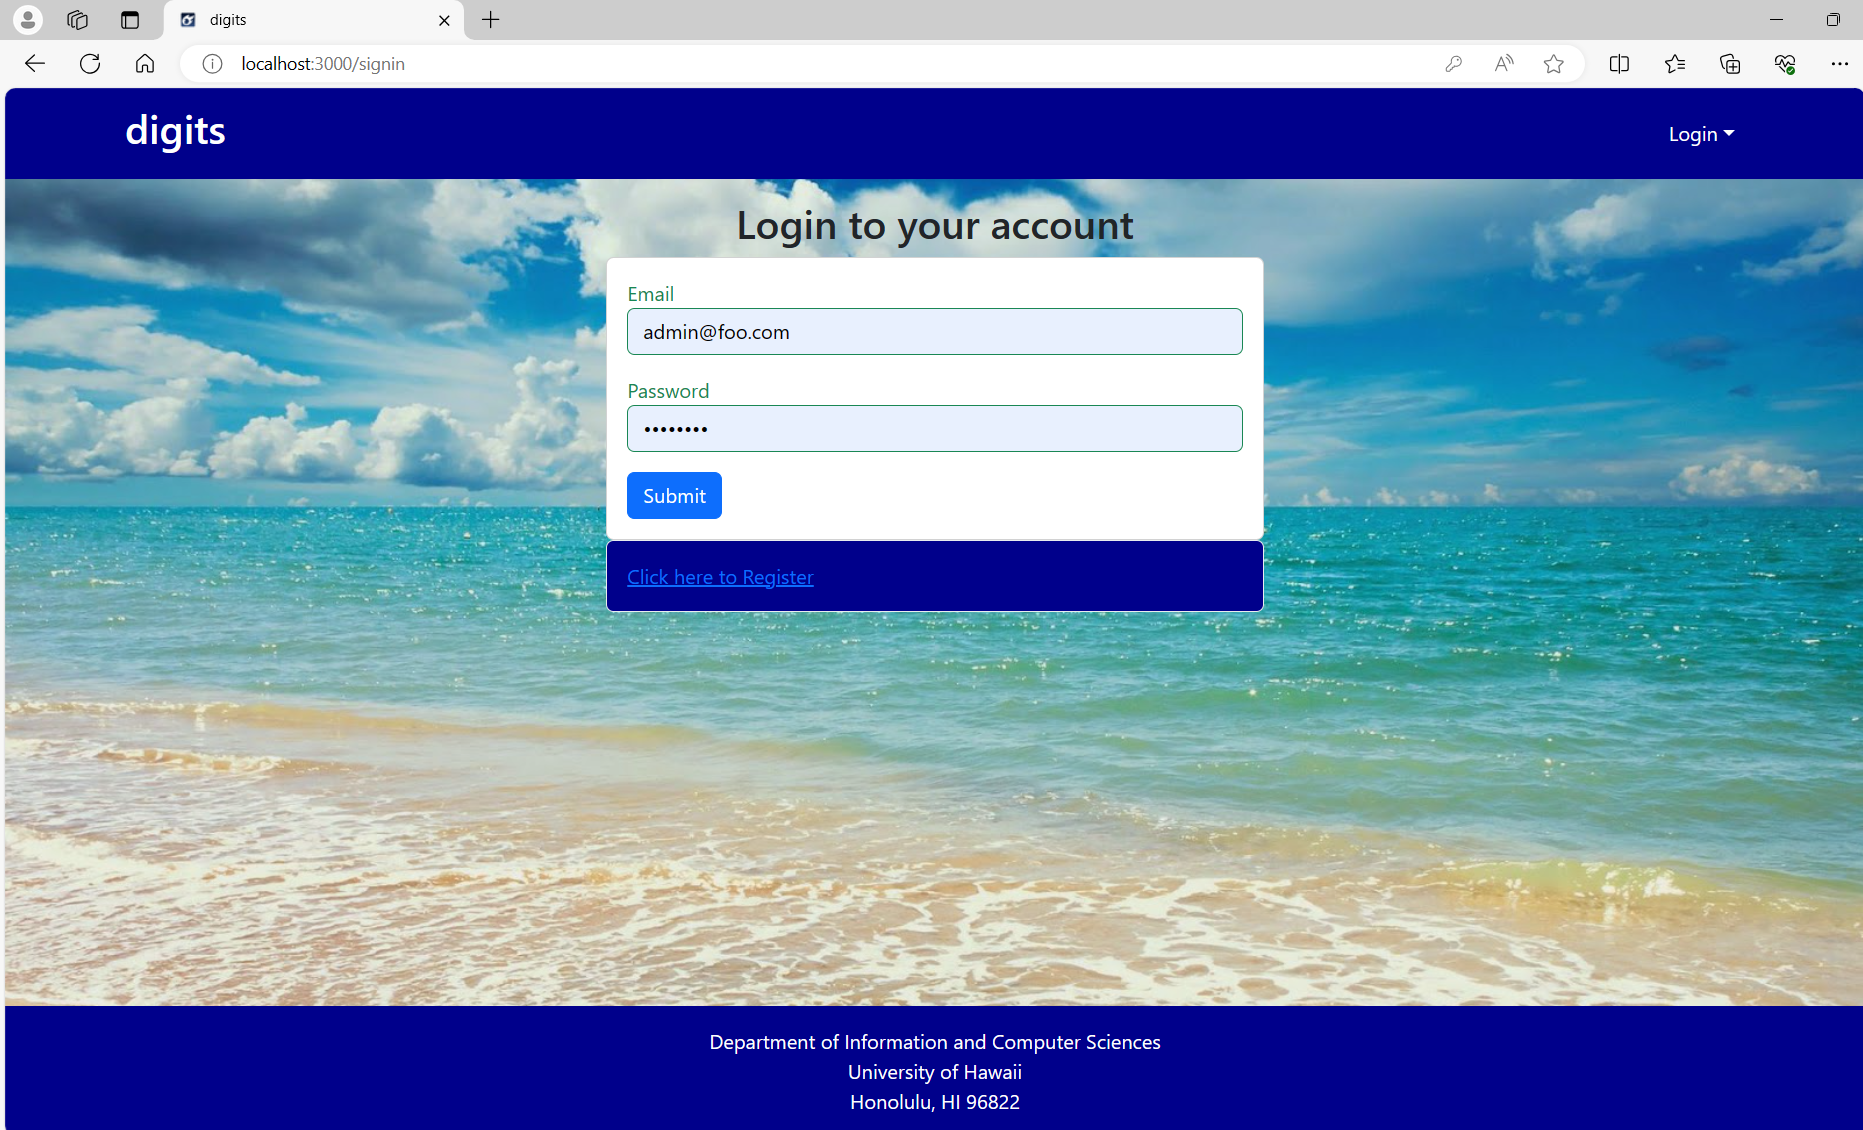 digits
localhost:3000/signin
digits
Login
Login to your account
Email
admin@foo.com
Password
••••••••
Submit
Click here to Register
Department of Information and Computer Sciences
University of Hawaii
Honolulu, HI 96822